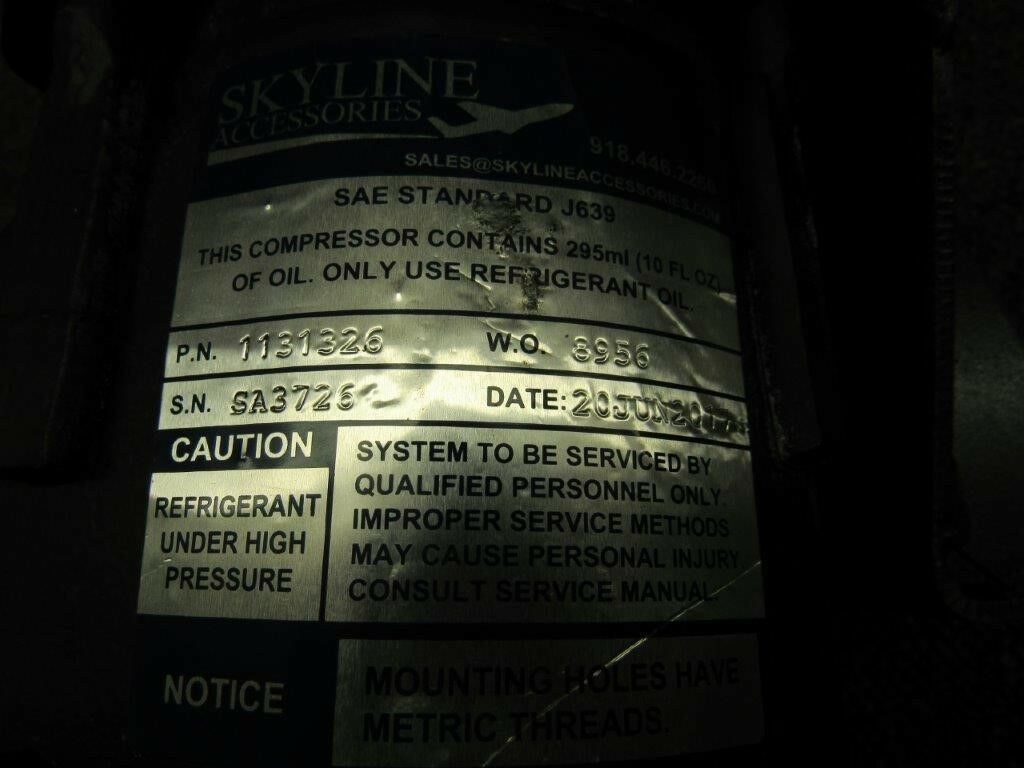 SKYLINE
ACCESSORIES
918.446.2260
SALES@SKYLINEACCESSORIES.COM
SAE STANDARD J639
THIS COMPRESSOR CONTAINS 295ml (10 FL OZ)
OF OIL. ONLY USE REFRIGERANT OIL.
P.N. 1131326 W.O. 8956
S.N. SA3726 DATE: 20JUN2017
CAUTION
REFRIGERANT
UNDER HIGH
PRESSURE
SYSTEM TO BE SERVICED BY
QUALIFIED PERSONNEL ONLY.
IMPROPER SERVICE METHODS
MAY CAUSE PERSONAL INJURY.
CONSULT SERVICE MANUAL.
NOTICE
MOUNTING HOLES HAVE
METRIC THREADS.